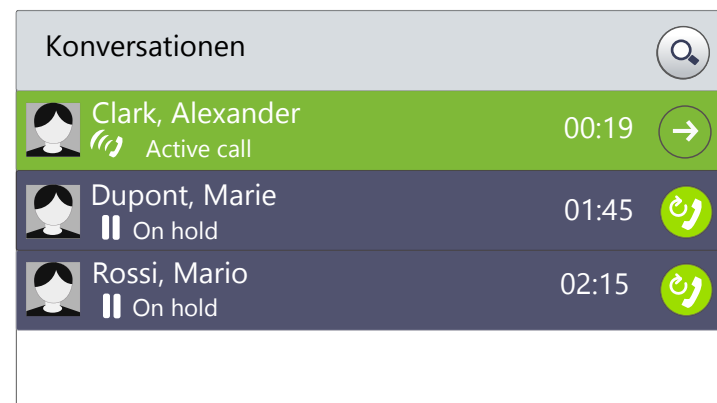 Konversationen
Clark, Alexander
00:19
Active call
Dupont, Marie
01:45
On hold
Rossi, Mario
02:15
On hold